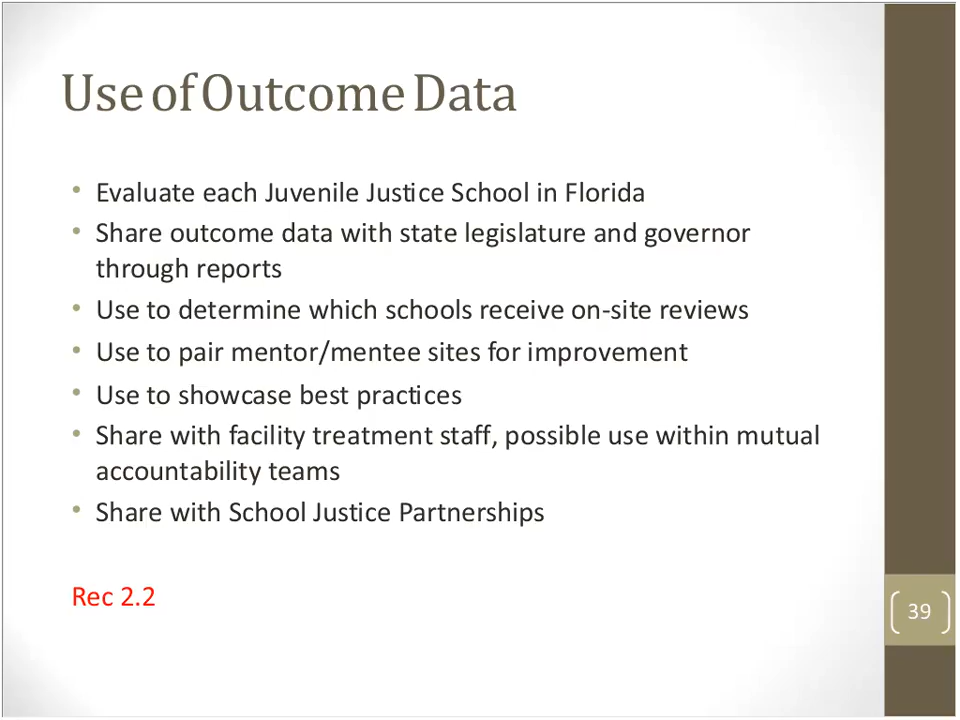 Use of Outcome Data
• Evaluate each Juvenile Justice School in Florida
• Share outcome data with state legislature and governor
through reports
• Use to determine which schools receive on-site reviews
• Use to pair mentor/mentee sites for improvement
• Use to showcase best practices
• Share with facility treatment staff, possible use within mutual
accountability teams
• Share with School Justice Partnerships
Rec 2.2
39